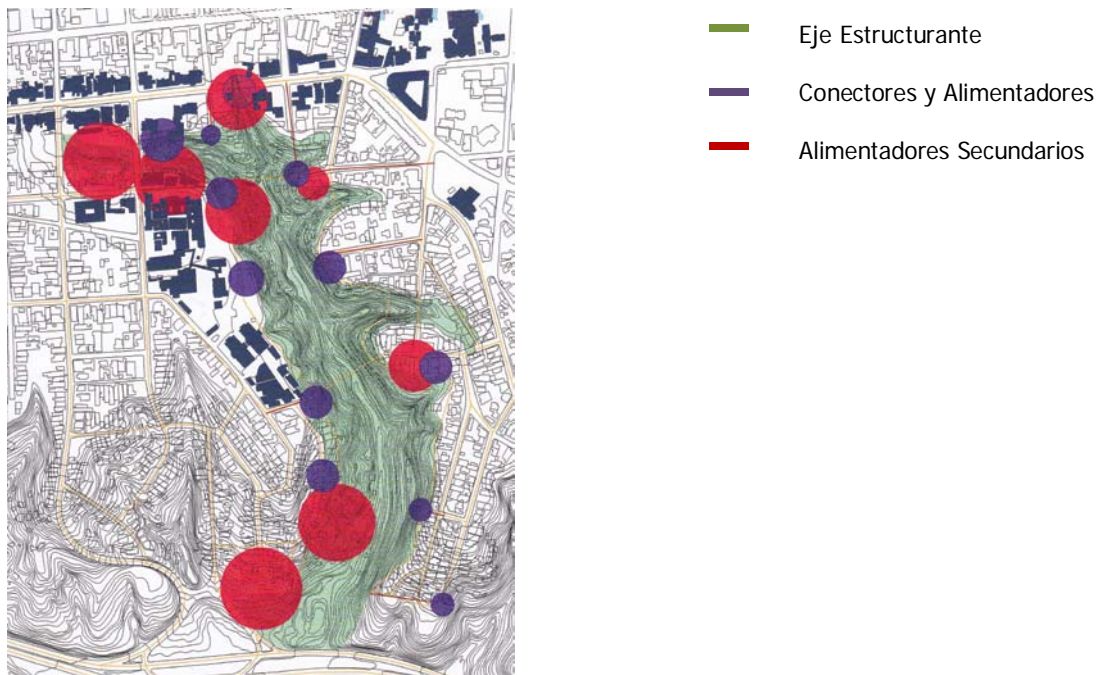 Eje Estructurante
Conectores y Alimentadores
Alimentadores Secundarios